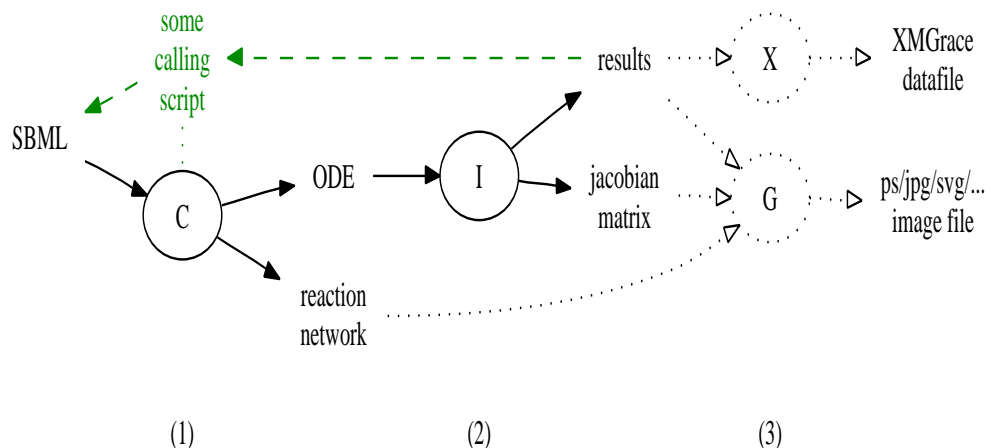 some
calling
script
results
X
XMGrace
datafile
SBML
ODE
I
jacobian
matrix
G
ps/jpg/svg/...
image file
C
reaction
network
(1)
(2)
(3)